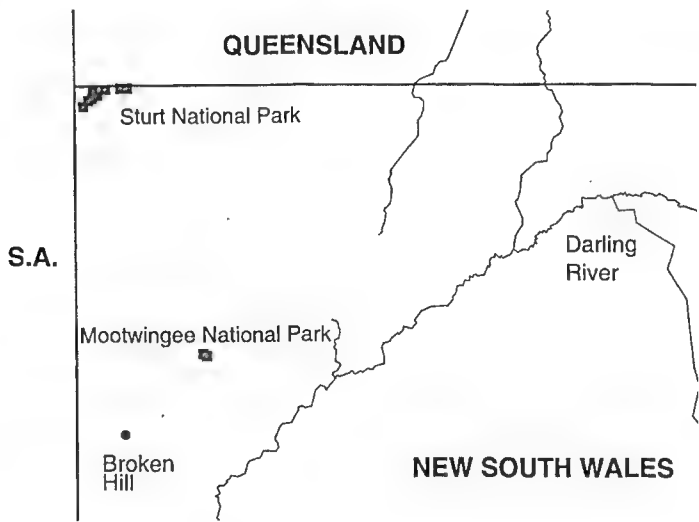 QUEENSLAND
Sturt National Park
S.A.
Darling
River
Mootwingee National Park
Broken
Hill
NEW SOUTH WALES